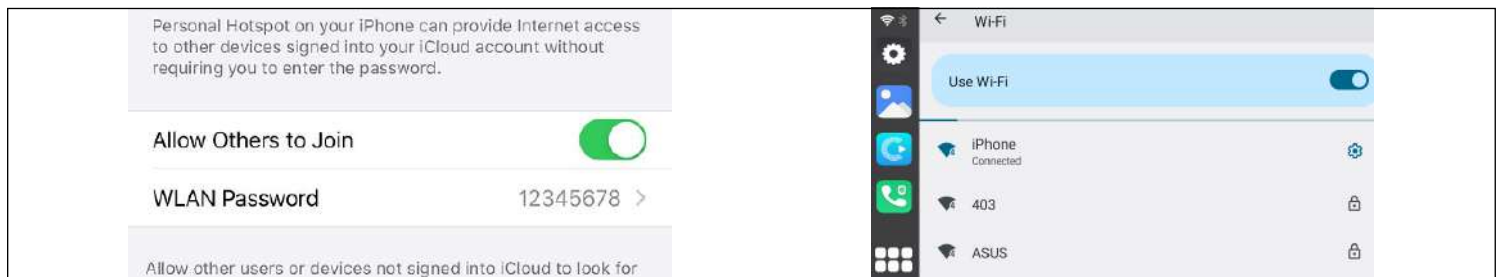 Personal Hotspot on your iPhone can provide Internet access
to other devices signed into your iCloud account without
requiring you to enter the password.
Allow Others to Join
WLAN Password 12345678
Allow other users or devices not signed into iCloud to look for
Wi-Fi
Use Wi-Fi
iPhone
Connected
403
ASUS